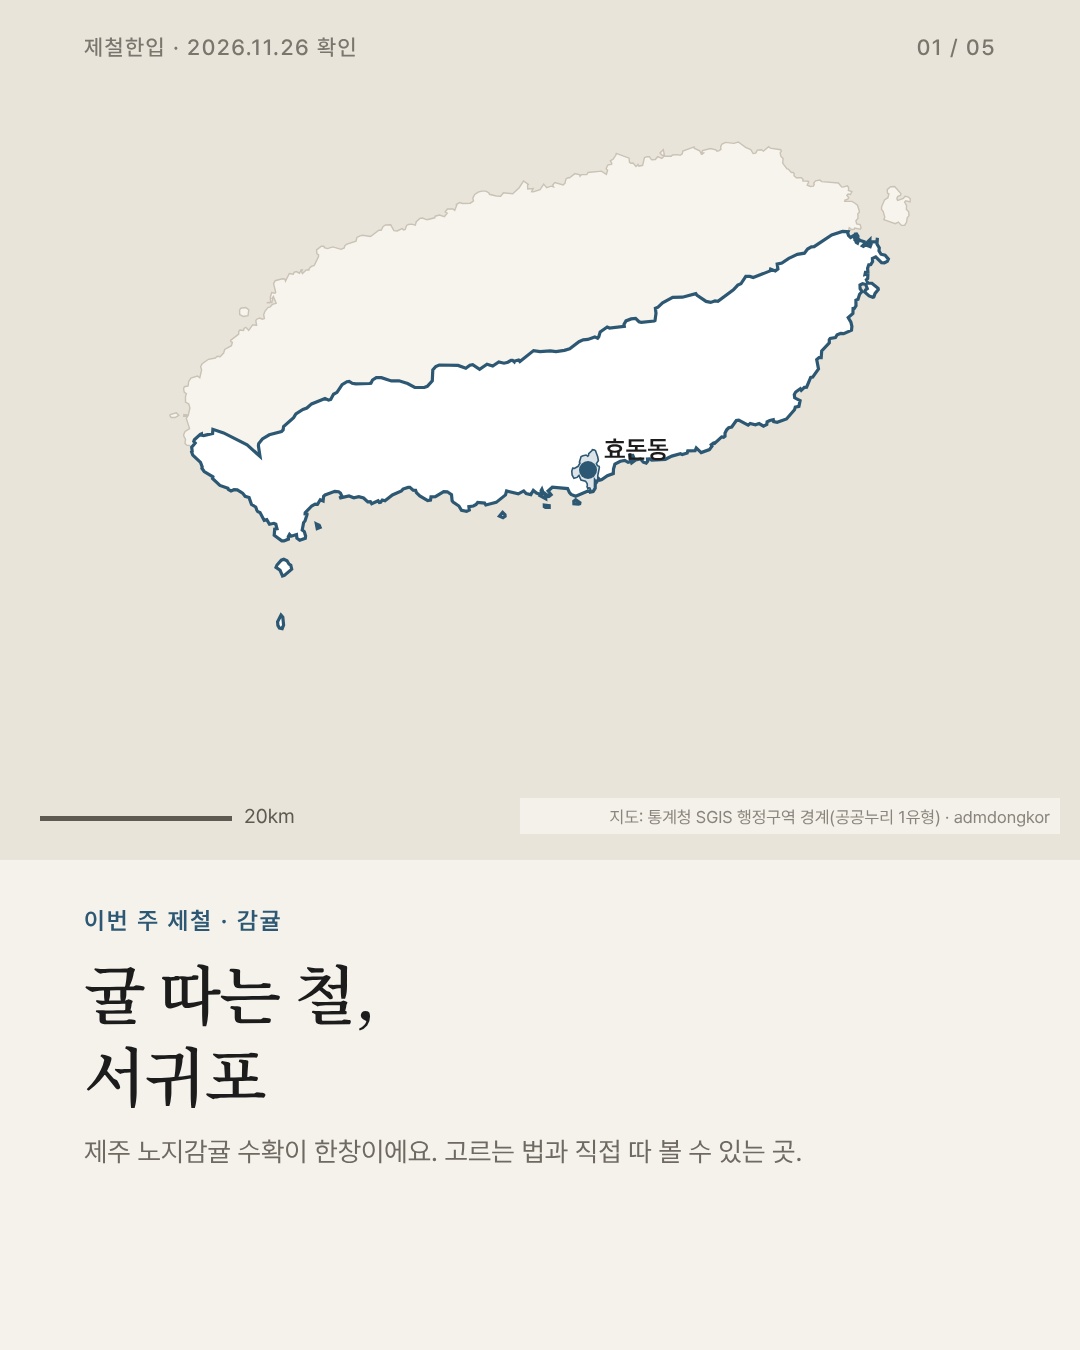 제철한입 · 2026.11.26 확인
01 / 05
효돈동
20km
지도: 통계청 SGIS 행정구역 경계(공공누리 1유형) · admdongkor
이번 주 제철 · 감귤
귤 따는 철,
서귀포
제주 노지감귤 수확이 한창이에요. 고르는 법과 직접 따 볼 수 있는 곳.